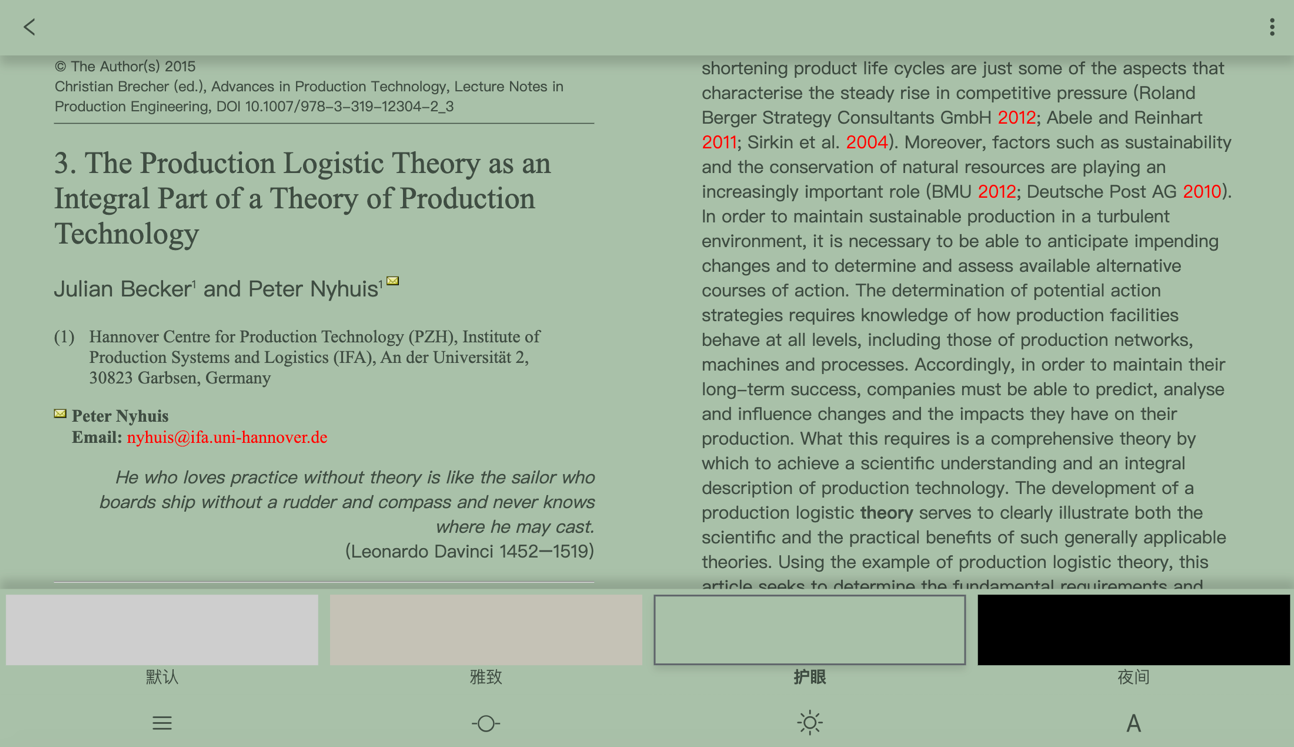 © The Author(s) 2015
Christian Brecher (ed.), Advances in Production Technology, Lecture Notes in
Production Engineering, DOI 10.1007/978-3-319-12304-2_3
3. The Production Logistic Theory as an
Integral Part of a Theory of Production
Technology
Julian Becker¹ and Peter Nyhuis¹
(1) Hannover Centre for Production Technology (PZH), Institute of
Production Systems and Logistics (IFA), An der Universität 2,
30823 Garbsen, Germany
Peter Nyhuis
Email: nyhuis@ifa.uni-hannover.de
He who loves practice without theory is like the sailor who
boards ship without a rudder and compass and never knows
where he may cast.
(Leonardo Davinci 1452—1519)
shortening product life cycles are just some of the aspects that
characterise the steady rise in competitive pressure (Roland
Berger Strategy Consultants GmbH 2012; Abele and Reinhart
2011; Sirkin et al. 2004). Moreover, factors such as sustainability
and the conservation of natural resources are playing an
increasingly important role (BMU 2012; Deutsche Post AG 2010).
In order to maintain sustainable production in a turbulent
environment, it is necessary to be able to anticipate impending
changes and to determine and assess available alternative
courses of action. The determination of potential action
strategies requires knowledge of how production facilities
behave at all levels, including those of production networks,
machines and processes. Accordingly, in order to maintain their
long-term success, companies must be able to predict, analyse
and influence changes and the impacts they have on their
production. What this requires is a comprehensive theory by
which to achieve a scientific understanding and an integral
description of production technology. The development of a
production logistic theory serves to clearly illustrate both the
scientific and the practical benefits of such generally applicable
theories. Using the example of production logistic theory, this
article seeks to determine the fundamental requirements and
默认
雅致
护眼
夜间
A